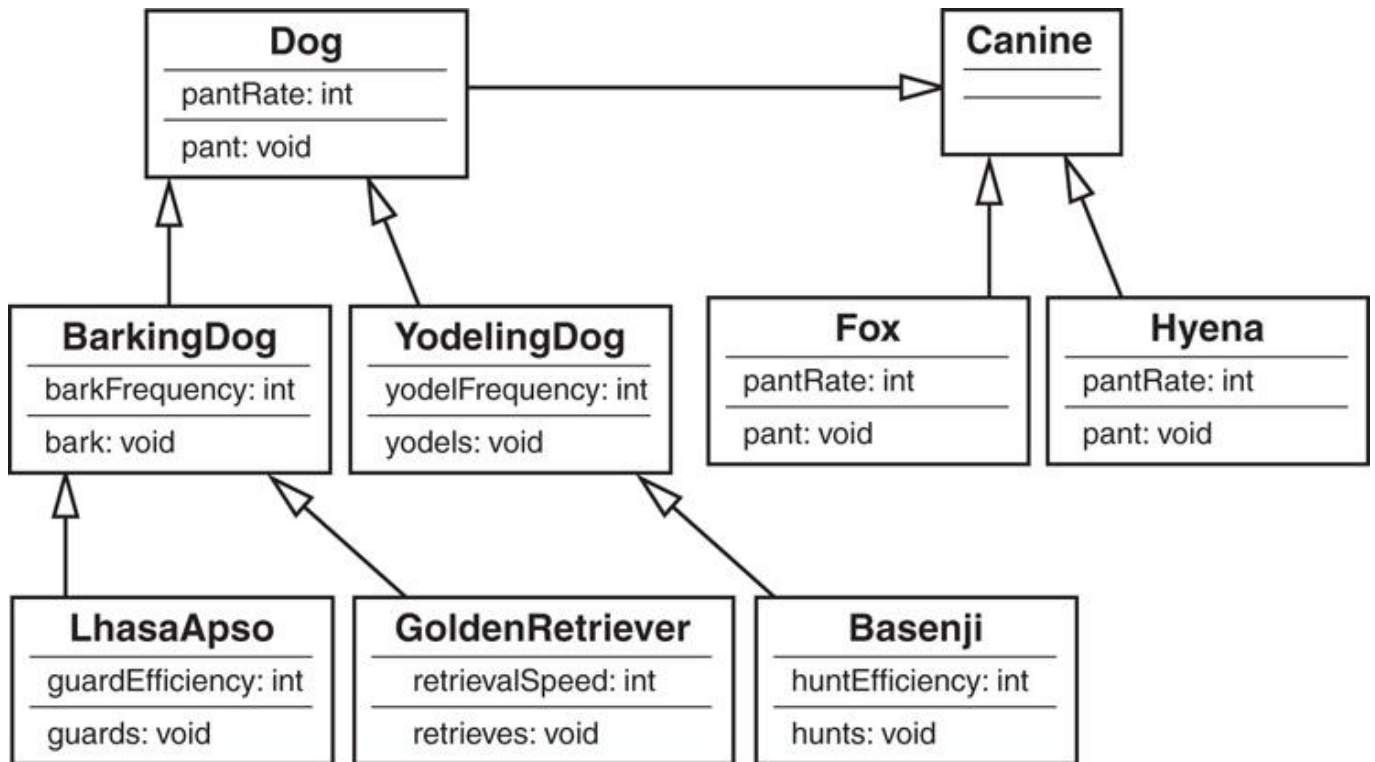 Dog
pantRate: int
pant: void
Canine
BarkingDog
barkFrequency: int
bark: void
YodelingDog
yodelFrequency: int
yodels: void
Fox
pantRate: int
pant: void
Hyena
pantRate: int
pant: void
LhasaApso
guardEfficiency: int
guards: void
GoldenRetriever
retrievalSpeed: int
retrieves: void
Basenji
huntEfficiency: int
hunts: void